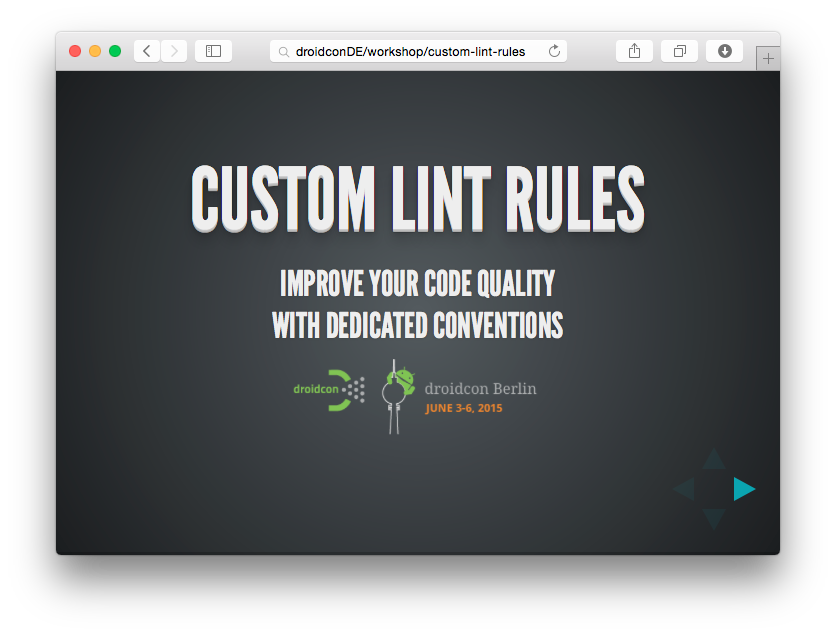 droidconDE/workshop/custom-lint-rules
CUSTOM LINT RULES
IMPROVE YOUR CODE QUALITY
WITH DEDICATED CONVENTIONS
droidcon
droidcon Berlin
JUNE 3-6, 2015